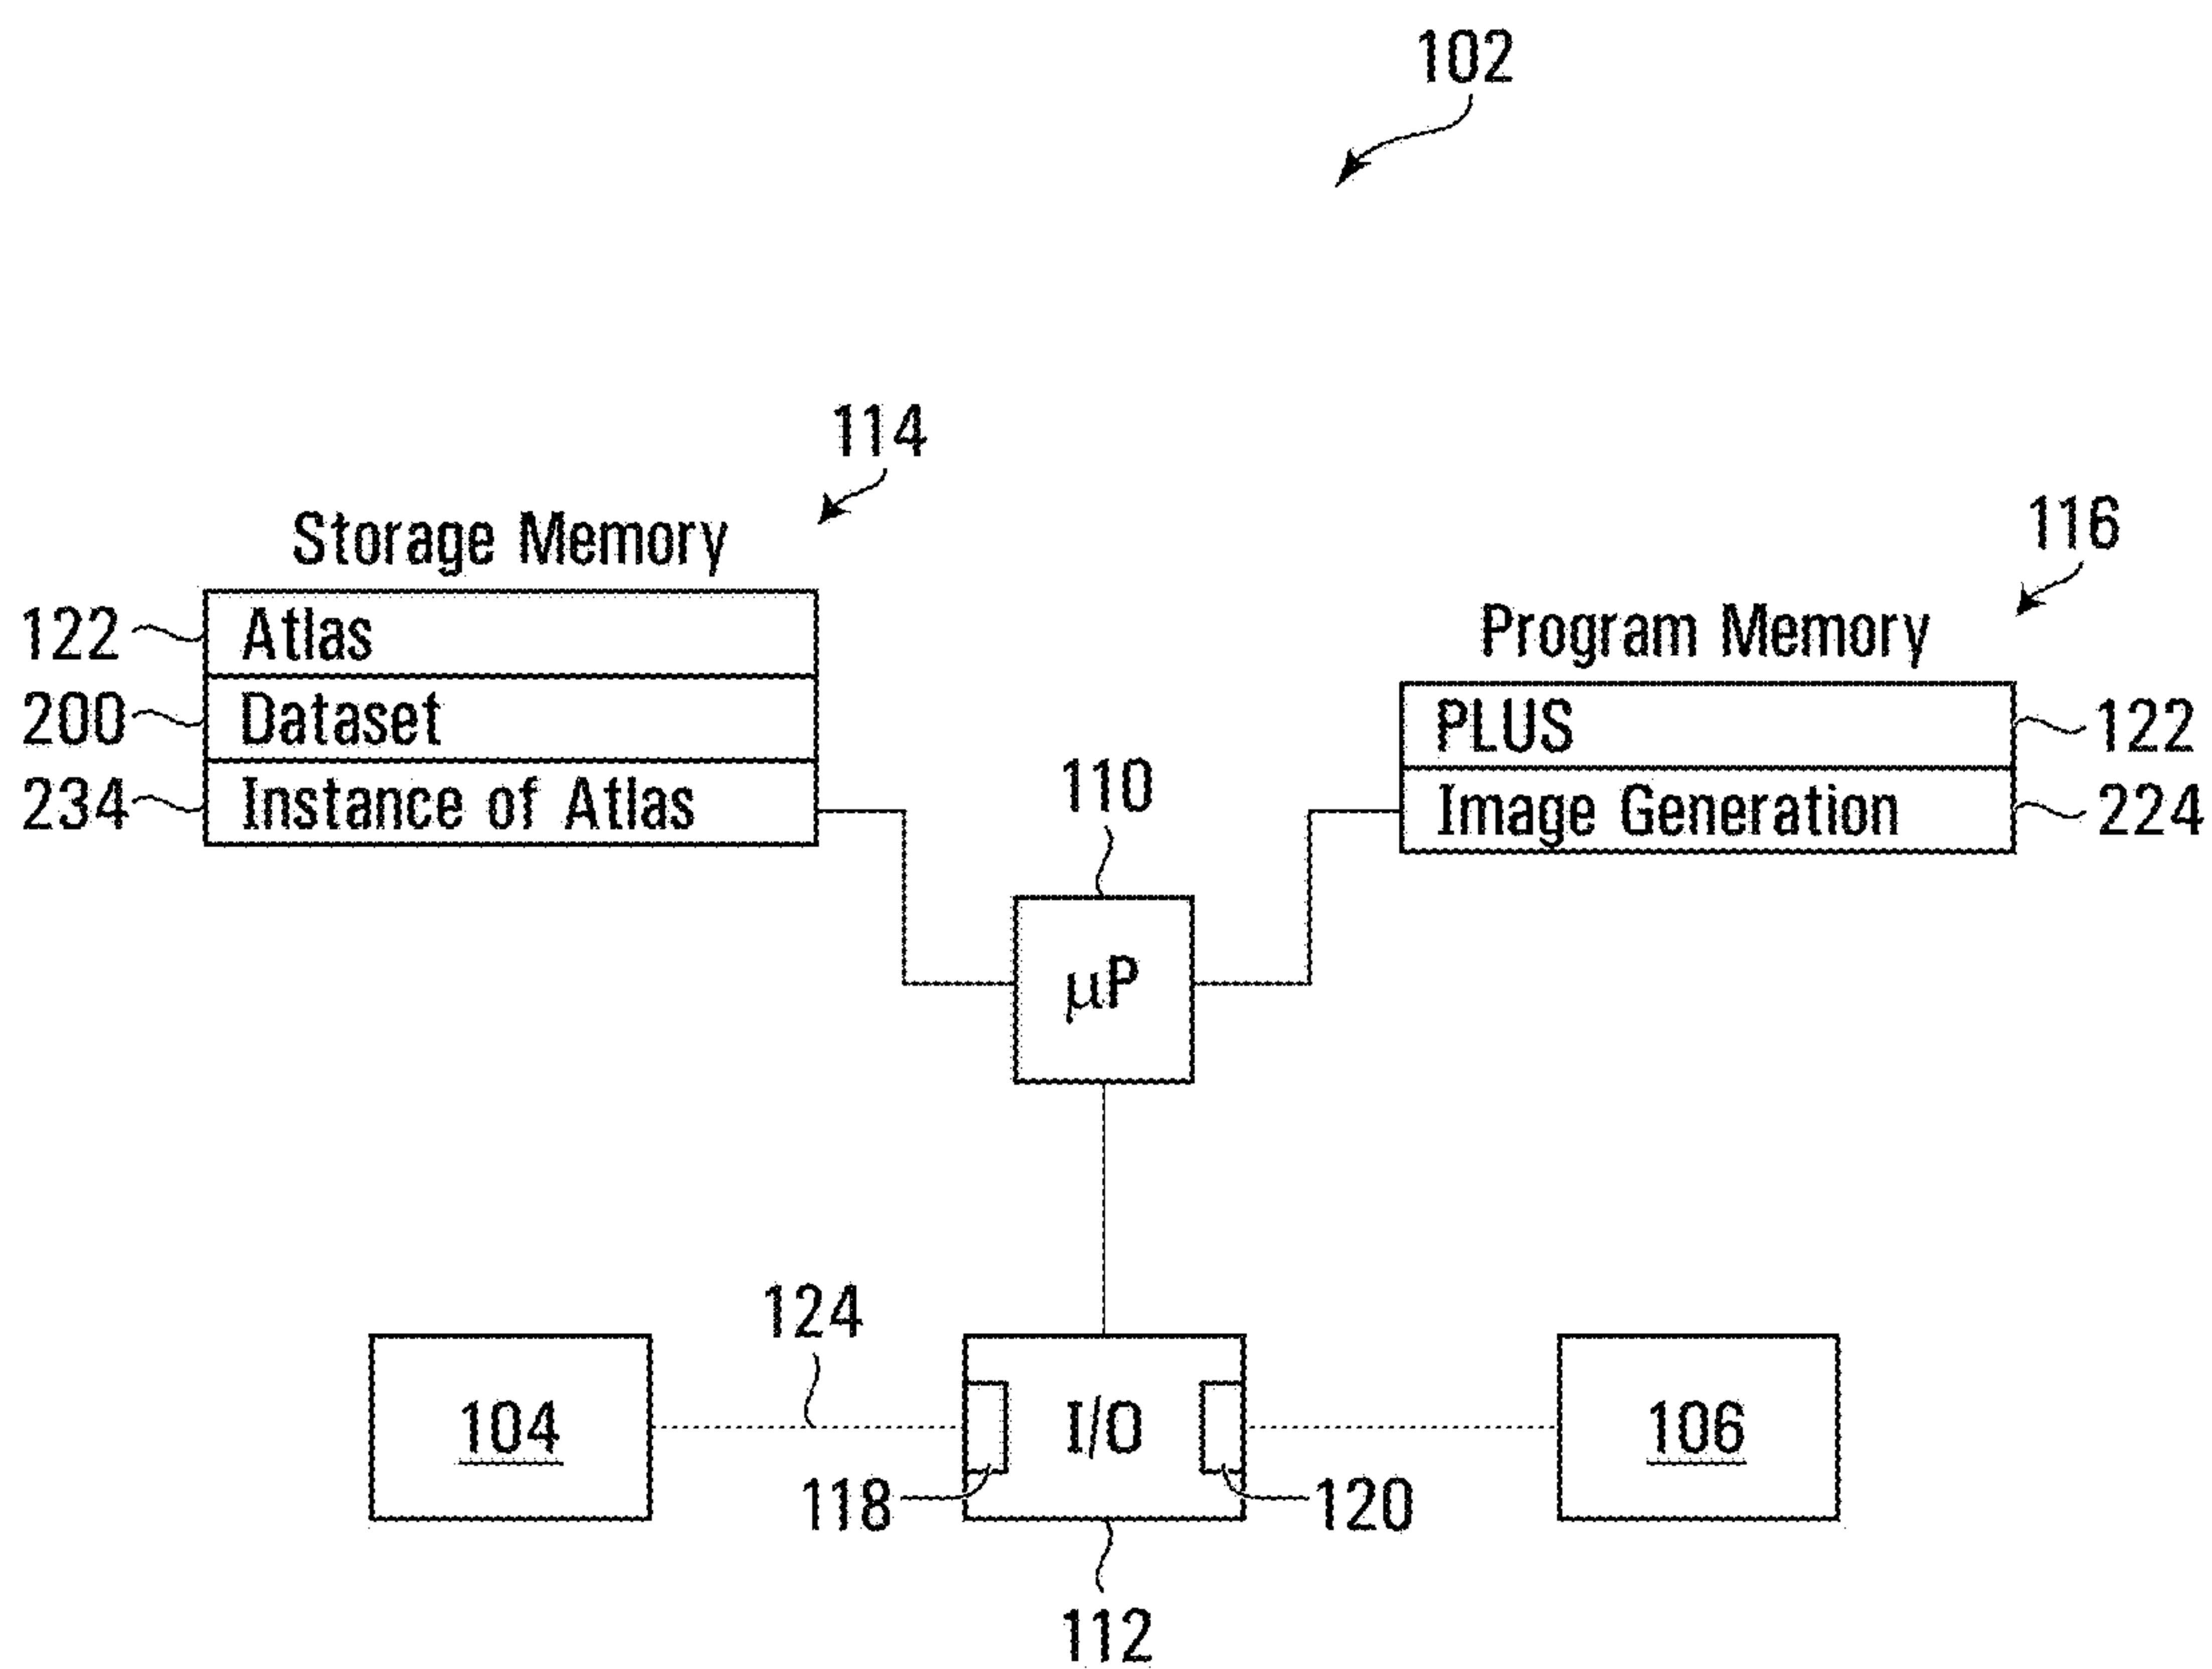 102
114
Storage Memory
116
122 Atlas
Program Memory
200 Dataset
PLUS 122
234 Instance of Atlas
110
Image Generation 224
µP
124
104
I/O
106
118
120
112